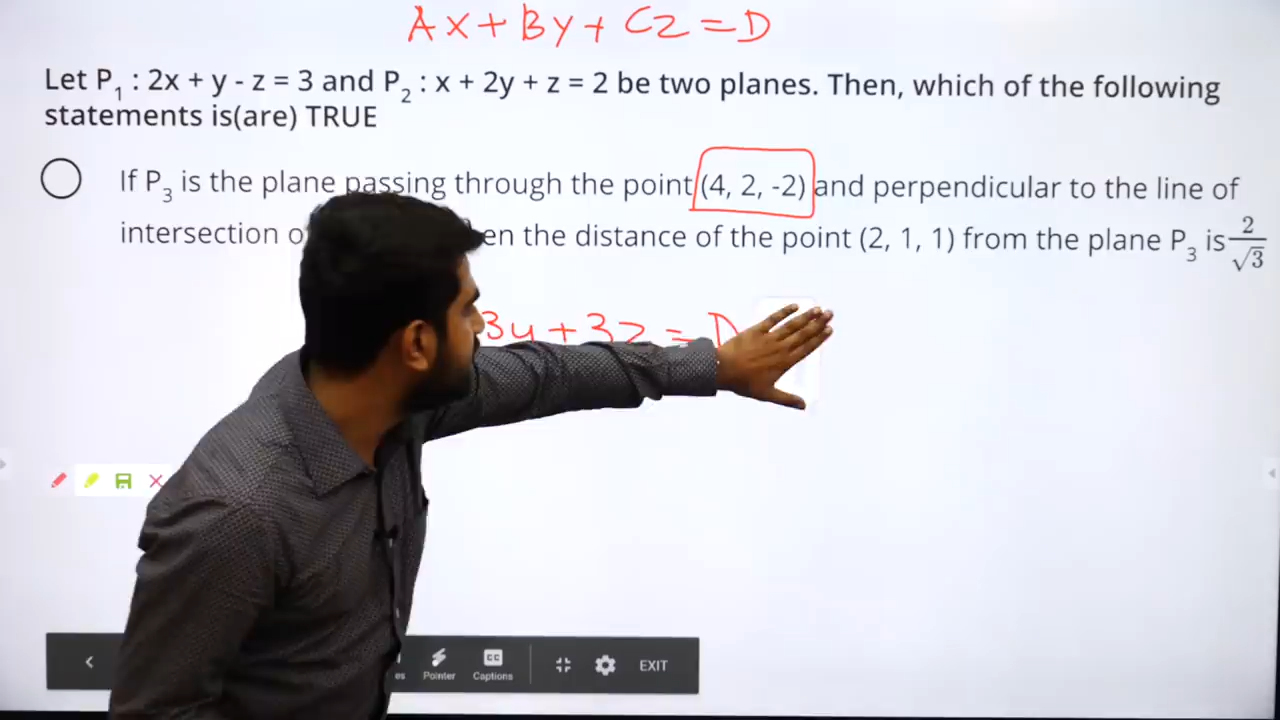 Ax + By + Cz = D
Let P₁ : 2x + y - z = 3 and P₂ : x + 2y + z = 2 be two planes. Then, which of the following
statements is(are) TRUE
If P₃ is the plane passing through the point (4, 2, -2) and perpendicular to the line of
intersection the distance of the point (2, 1, 1) from the plane P₃ is 2/√3
3y + 3z = D
Pointer
CC
Captions
EXIT